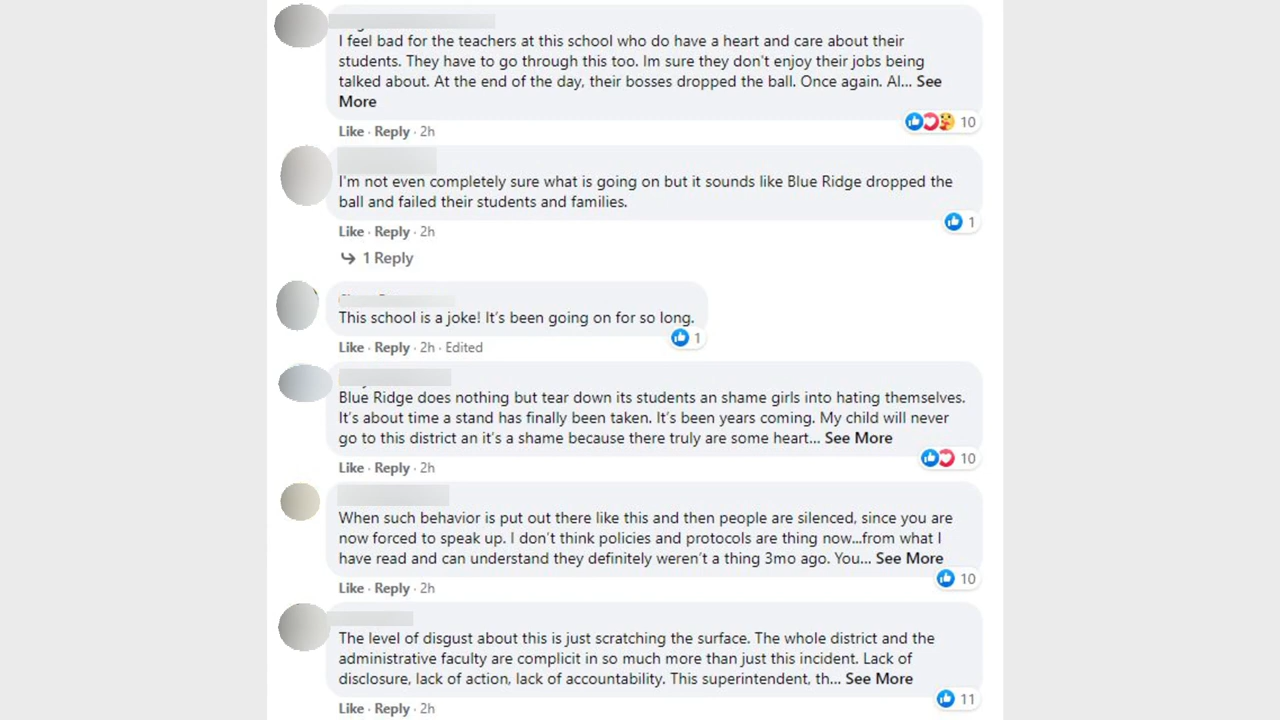 I feel bad for the teachers at this school who do have a heart and care about their
students. They have to go through this too. Im sure they don't enjoy their jobs being
talked about. At the end of the day, their bosses dropped the ball. Once again. Al... See
More
Like · Reply · 2h
10
I'm not even completely sure what is going on but it sounds like Blue Ridge dropped the
ball and failed their students and families.
Like · Reply · 2h
1
1 Reply
This school is a joke! It's been going on for so long.
1
Like · Reply · 2h · Edited
Blue Ridge does nothing but tear down its students an shame girls into hating themselves.
It's about time a stand has finally been taken. It's been years coming. My child will never
go to this district an it's a shame because there truly are some heart... See More
Like · Reply · 2h
10
When such behavior is put out there like this and then people are silenced, since you are
now forced to speak up. I don't think policies and protocols are thing now...from what I
have read and can understand they definitely weren't a thing 3mo ago. You... See More
Like · Reply · 2h
10
The level of disgust about this is just scratching the surface. The whole district and the
administrative faculty are complicit in so much more than just this incident. Lack of
disclosure, lack of action, lack of accountability. This superintendent, th... See More
Like · Reply · 2h
11